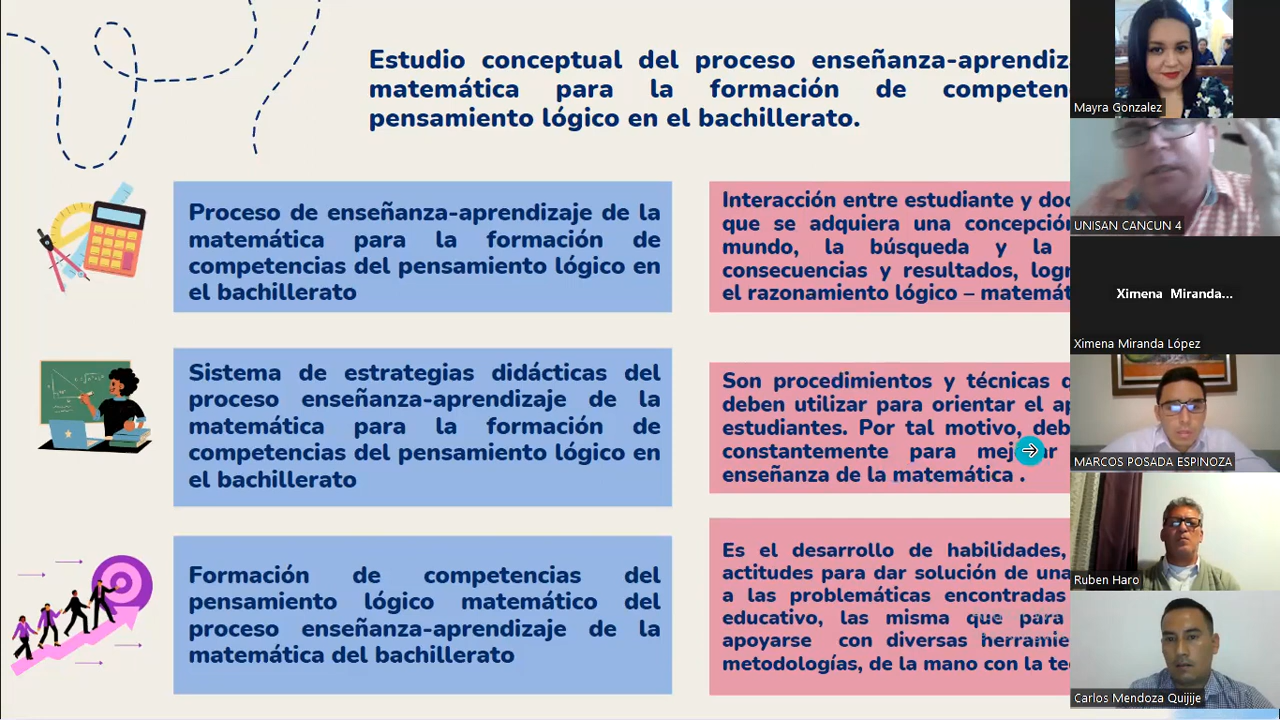 Estudio conceptual del proceso enseñanza-aprendiz
matemática para la formación de competen
pensamiento lógico en el bachillerato.
Proceso de enseñanza-aprendizaje de la
matemática para la formación de
competencias del pensamiento lógico en
el bachillerato
Interacción entre estudiante y doc
que se adquiera una concepción
mundo, la búsqueda y la
consecuencias y resultados, logr
el razonamiento lógico – matemát
Sistema de estrategias didácticas del
proceso enseñanza-aprendizaje de la
matemática para la formación de
competencias del pensamiento lógico en
el bachillerato
Son procedimientos y técnicas
deben utilizar para orientar el ap
estudiantes. Por tal motivo, deb
constantemente para
enseñanza de la matemática .
Formación de competencias del
pensamiento lógico matemático del
proceso enseñanza-aprendizaje de la
matemática del bachillerato
Es el desarrollo de habilidades,
actitudes para dar solución de una
a las problemáticas encontradas
educativo, las misma que para
apoyarse con diversas herramie
metodologías, de la mano con la tec
Mayra Gonzalez
UNISAN CANCUN 4
Ximena Miranda...
Ximena Miranda López
MARCOS POSADA ESPINOZA
Ruben Haro
Carlos Mendoza Quijije